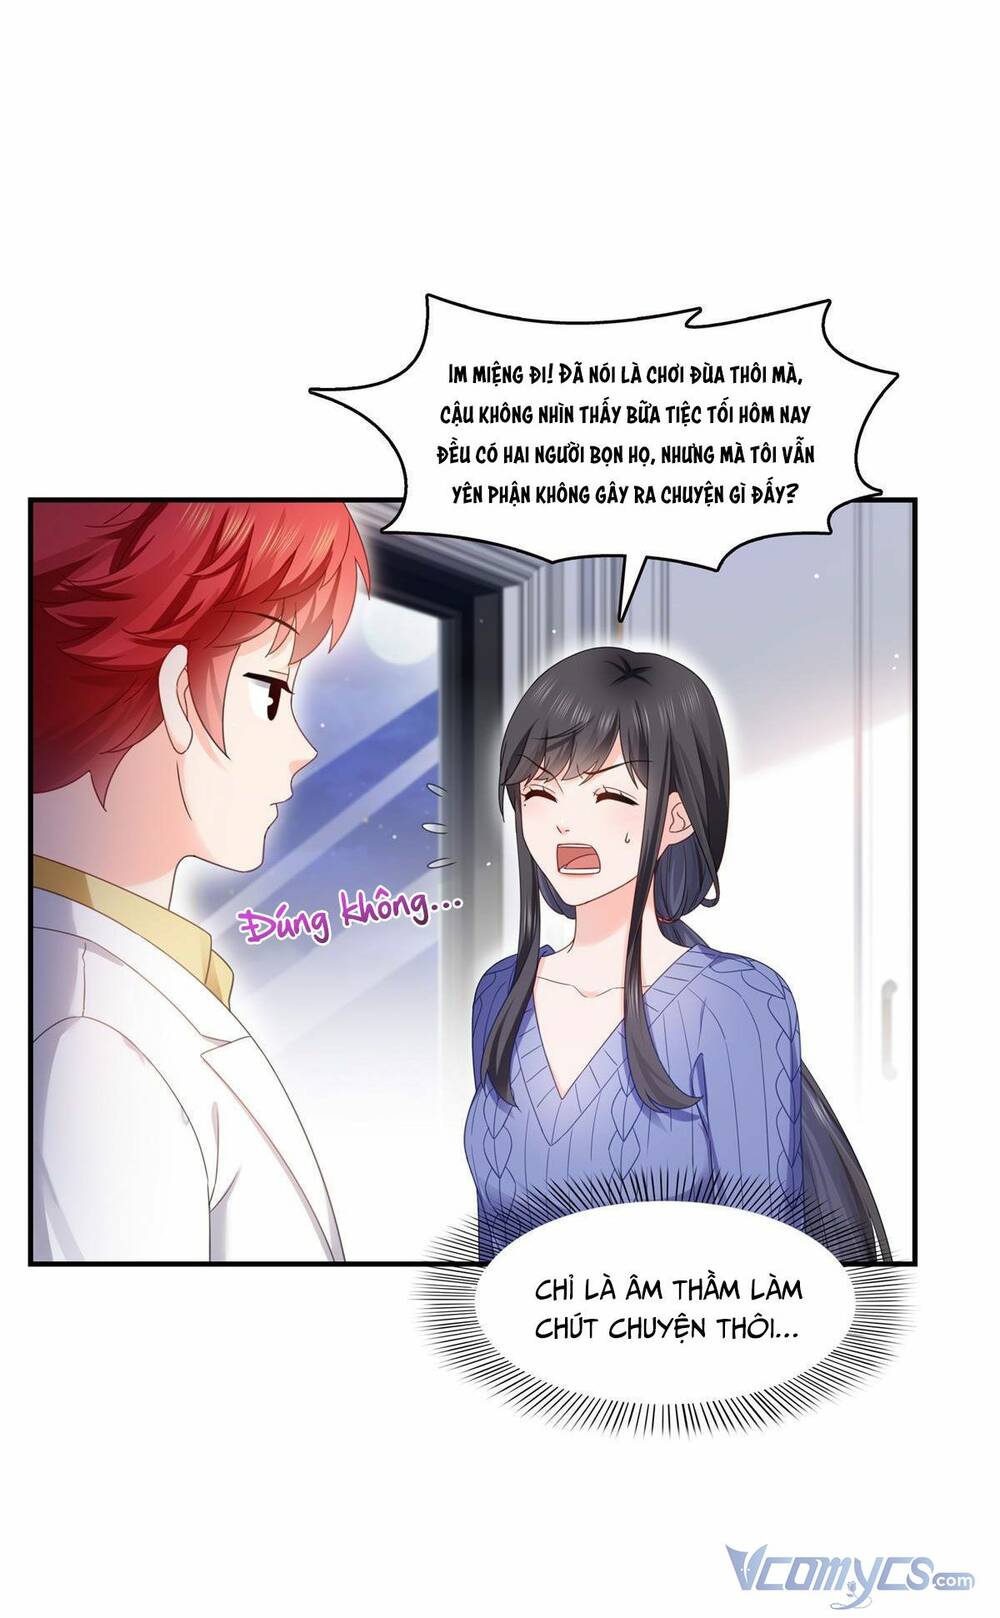 IM MIỆNG ĐI! ĐÃ NÓI LÀ CHƠI ĐÙA THÔI MÀ,
CẬU KHÔNG NHÌN THẤY BỮA TIỆC TỐI HÔM NAY
ĐỀU CÓ HAI NGƯỜI BỌN HỌ, NHƯNG MÀ TÔI VẪN
YÊN PHẬN KHÔNG GÂY RA CHUYỆN GÌ ĐẤY?
Đúng không...
CHỈ LÀ ÂM THẦM LÀM
CHÚT CHUYỆN THÔI...
VCOMYCS.com